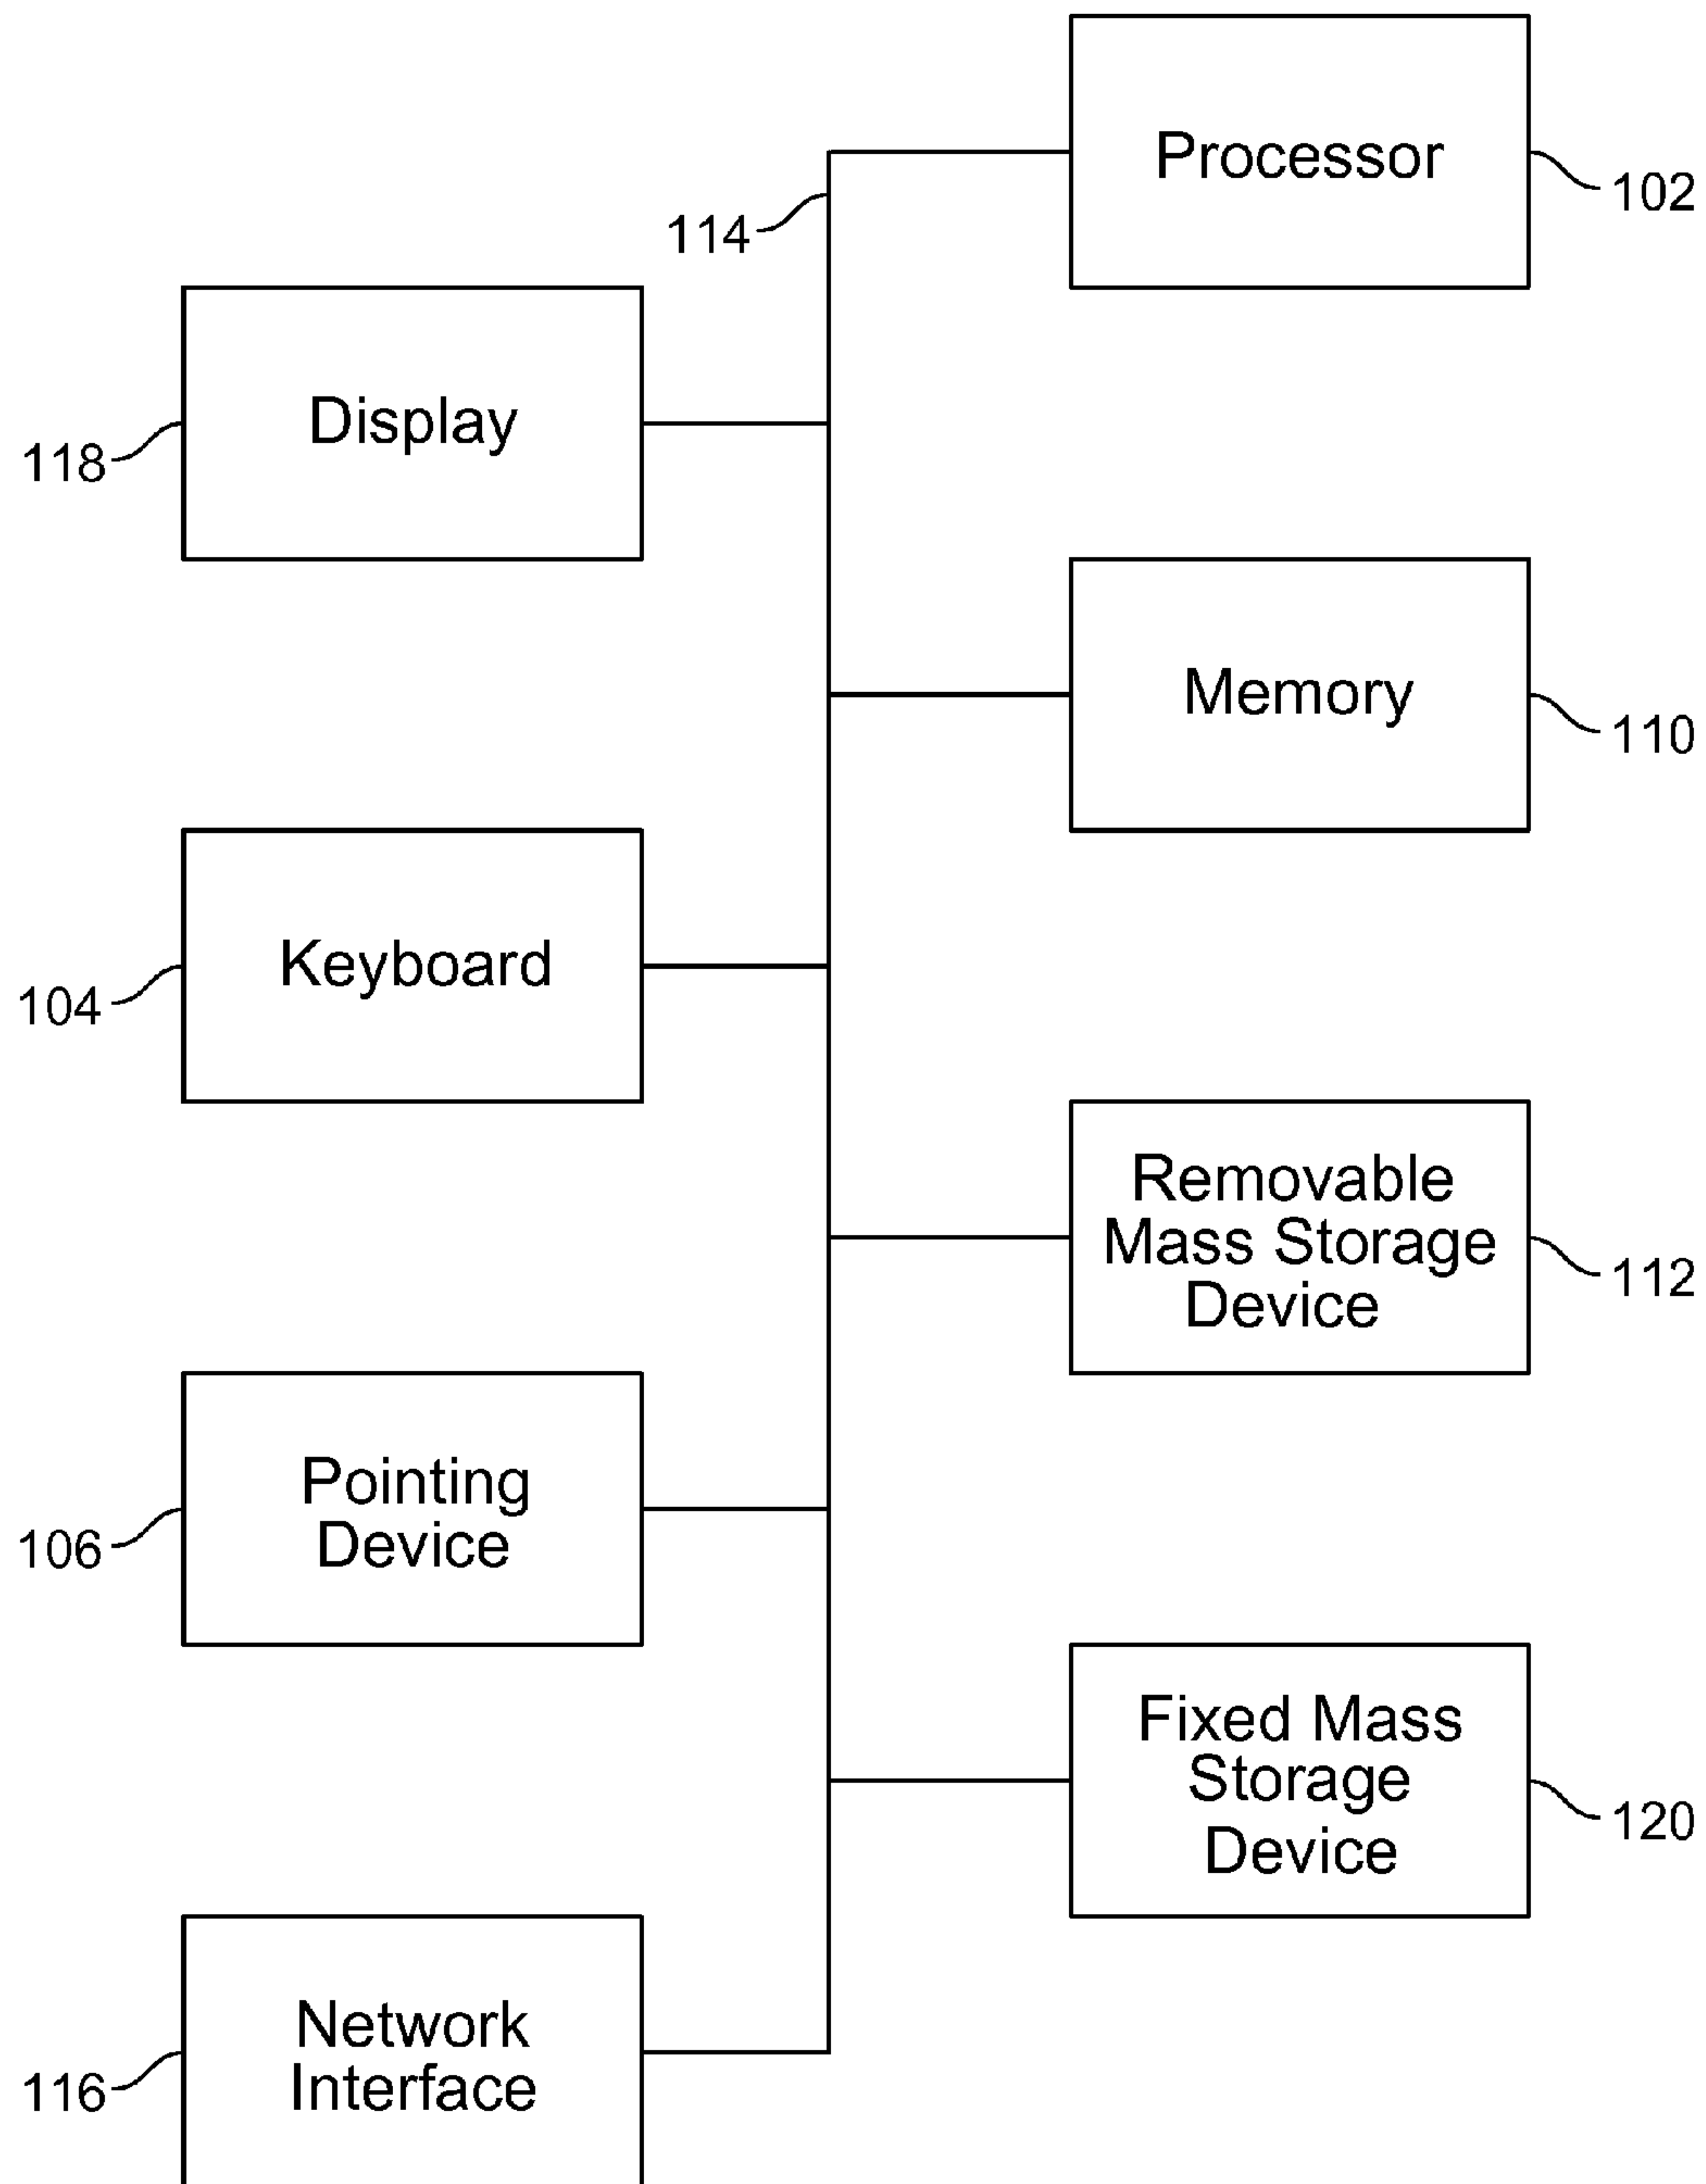 Processor
102
114
Display
118
Memory
110
Keyboard
104
Removable
Mass Storage
Device
112
Pointing
Device
106
Fixed Mass
Storage
Device
120
Network
Interface
116